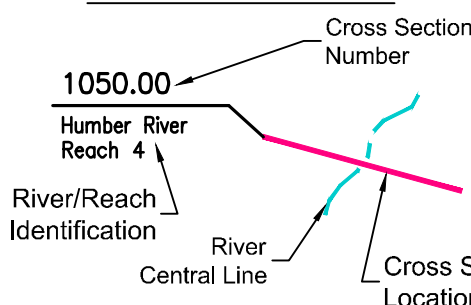 Cross Section
Number
1050.00
Humber River
Reach 4
River/Reach
Identification
River
Central Line
Cross S
Location